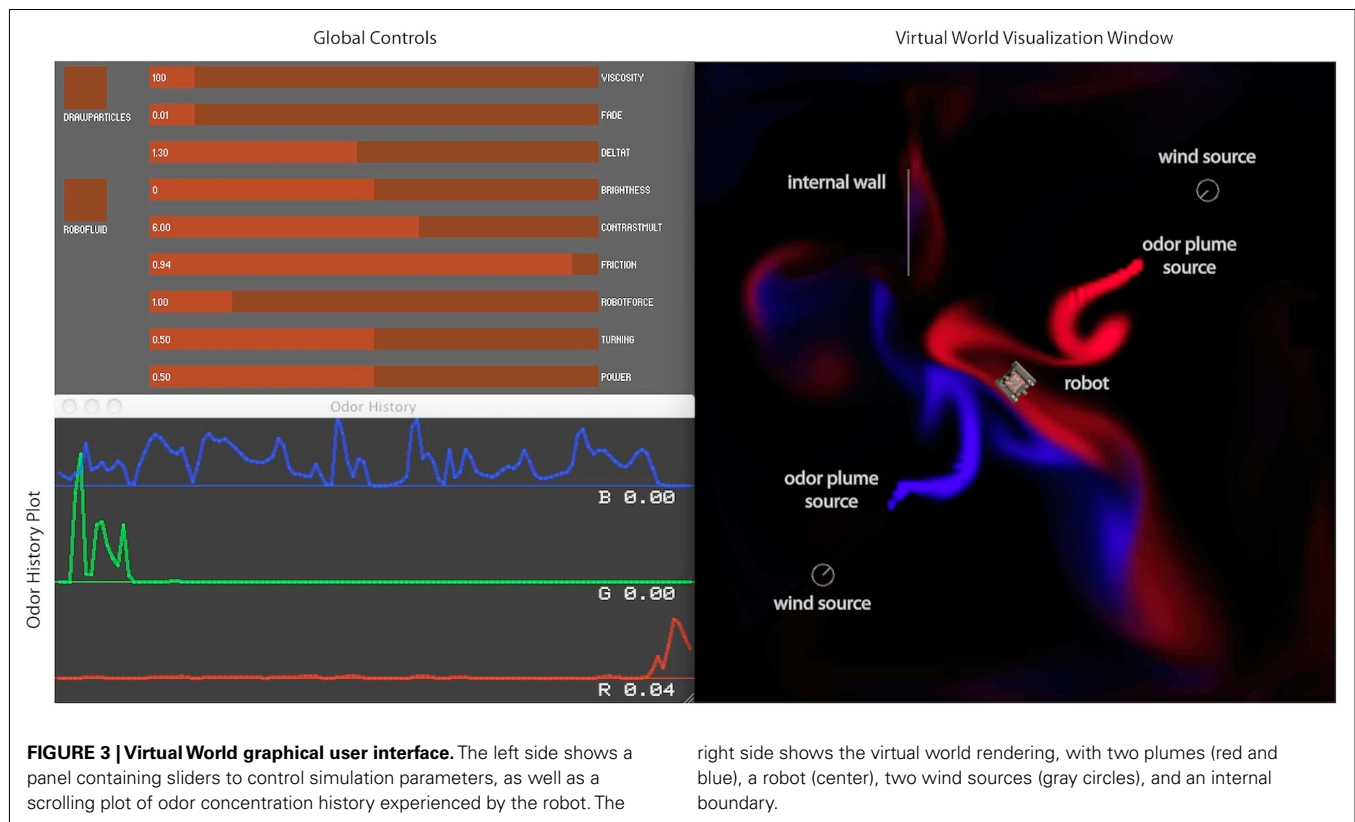 Global Controls
Virtual World Visualization Window
DRAWPARTICLES
ROBOFLUID
100 VISCOSITY
0.01 FADE
1.30 DELTAT
0 BRIGHTNESS
6.00 CONTRASTMULT
0.94 FRICTION
1.00 ROBOTFORCE
0.50 TURNING
0.50 POWER
Odor History
Odor History Plot
B 0.00
G 0.00
R 0.04
internal wall
wind source
odor plume
source
robot
odor plume
source
wind source
FIGURE 3 | Virtual World graphical user interface. The left side shows a
panel containing sliders to control simulation parameters, as well as a
scrolling plot of odor concentration history experienced by the robot. The
right side shows the virtual world rendering, with two plumes (red and
blue), a robot (center), two wind sources (gray circles), and an internal
boundary.